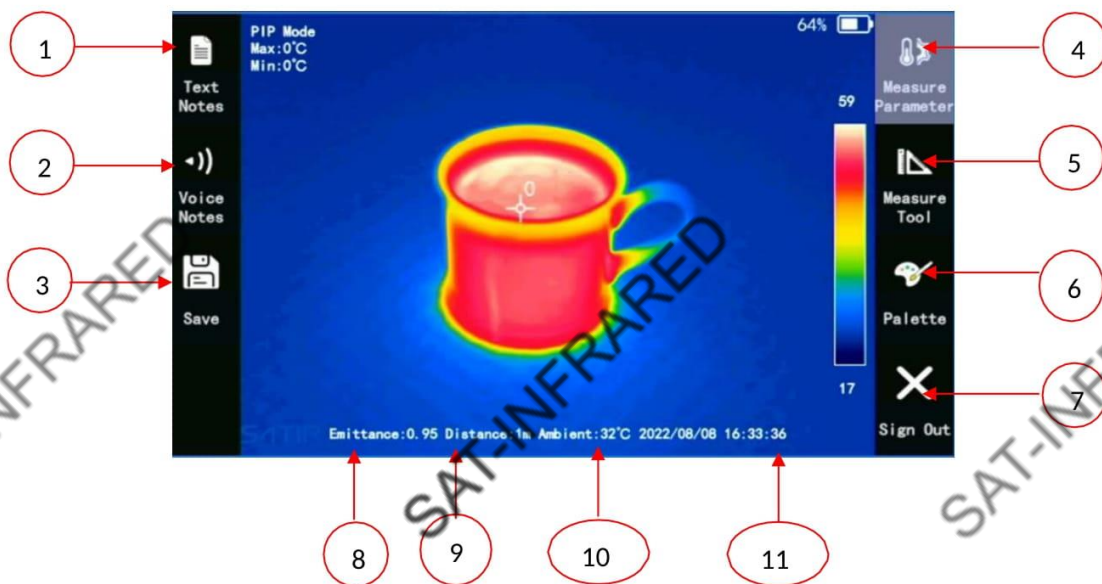 PIP Mode
Max:0℃
Min:0℃
64%
1
Text
Notes
2
Voice
Notes
3
Save
4
Measure
Parameter
5
Measure
Tool
6
Palette
7
Sign Out
59
17
0
SATIR
Emittance:0.95 Distance:1m Ambient:32℃ 2022/08/08 16:33:36
8
9
10
11
SAT-INFRARED
SAT-INFRARED
SAT-INFRARED